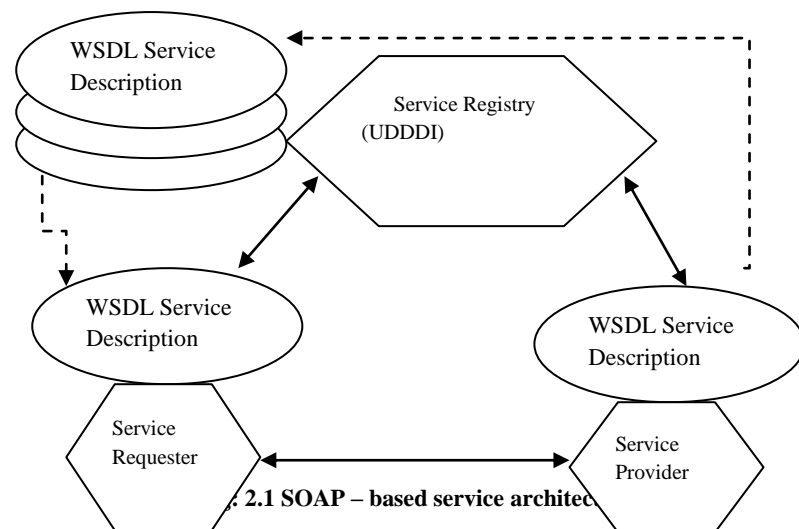 WSDL Service
Description
Service Registry
(UDDDI)
WSDL Service
Description
WSDL Service
Description
Service
Requester
Service
Provider
2.1 SOAP – based service